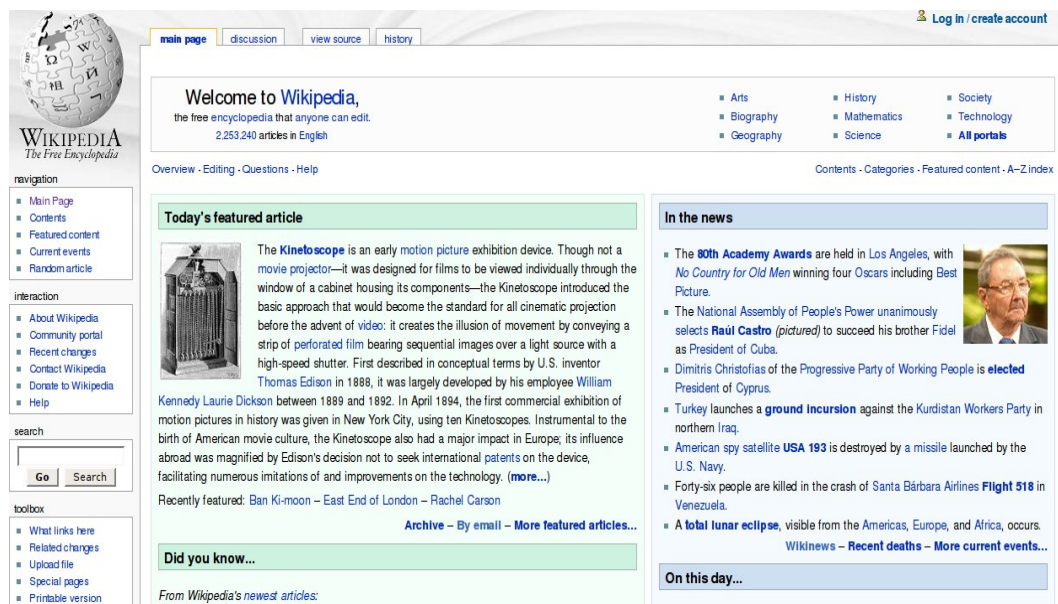 Log in / create account
main page
discussion
view source
history
WIKIPEDIA
The Free Encyclopedia
navigation
Main Page
Contents
Featured content
Current events
Random article
interaction
About Wikipedia
Community portal
Recent changes
Contact Wikipedia
Donate to Wikipedia
Help
search
Go
Search
toolbox
What links here
Related changes
Upload file
Special pages
Printable version
Welcome to Wikipedia,
the free encyclopedia that anyone can edit.
2,253,240 articles in English
Arts
Biography
Geography
History
Mathematics
Science
Society
Technology
All portals
Overview · Editing · Questions · Help
Contents · Categories · Featured content · A–Z index
Today's featured article
The Kinetoscope is an early motion picture exhibition device. Though not a
movie projector—it was designed for films to be viewed individually through the
window of a cabinet housing its components—the Kinetoscope introduced the
basic approach that would become the standard for all cinematic projection
before the advent of video: it creates the illusion of movement by conveying a
strip of perforated film bearing sequential images over a light source with a
high-speed shutter. First described in conceptual terms by U.S. inventor
Thomas Edison in 1888, it was largely developed by his employee William
Kennedy Laurie Dickson between 1889 and 1892. In April 1894, the first commercial exhibition of
motion pictures in history was given in New York City, using ten Kinetoscopes. Instrumental to the
birth of American movie culture, the Kinetoscope also had a major impact in Europe; its influence
abroad was magnified by Edison's decision not to seek international patents on the device,
facilitating numerous imitations of and improvements on the technology. (more...)
Recently featured: Ban Ki-moon – East End of London – Rachel Carson
Archive – By email – More featured articles...
Did you know...
From Wikipedia's newest articles:
In the news
The 80th Academy Awards are held in Los Angeles, with
No Country for Old Men winning four Oscars including Best
Picture.
The National Assembly of People's Power unanimously
selects Raúl Castro (pictured) to succeed his brother Fidel
as President of Cuba.
Dimitris Christofias of the Progressive Party of Working People is elected
President of Cyprus.
Turkey launches a ground incursion against the Kurdistan Workers Party in
northern Iraq.
American spy satellite USA 193 is destroyed by a missile launched by the
U.S. Navy.
Forty-six people are killed in the crash of Santa Bárbara Airlines Flight 518 in
Venezuela.
A total lunar eclipse, visible from the Americas, Europe, and Africa, occurs.
Wikinews – Recent deaths – More current events...
On this day...